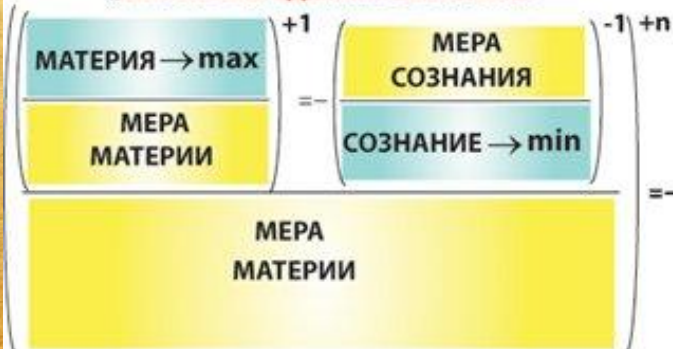 МАТЕРИЯ → max
МЕРА
МАТЕРИИ
+1
=-
МЕРА
СОЗНАНИЯ
СОЗНАНИЕ → min
-1
+n
МЕРА
МАТЕРИИ
=-